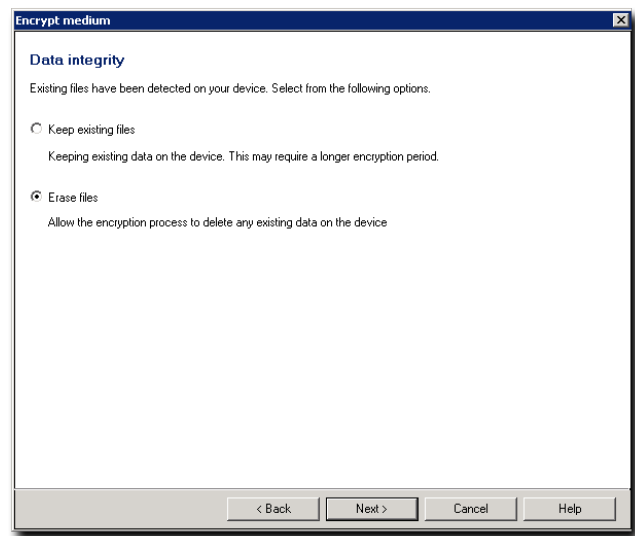 Encrypt medium
Data integrity
Existing files have been detected on your device. Select from the following options.
Keep existing files
Keeping existing data on the device. This may require a longer encryption period.
Erase files
Allow the encryption process to delete any existing data on the device
< Back Next > Cancel Help